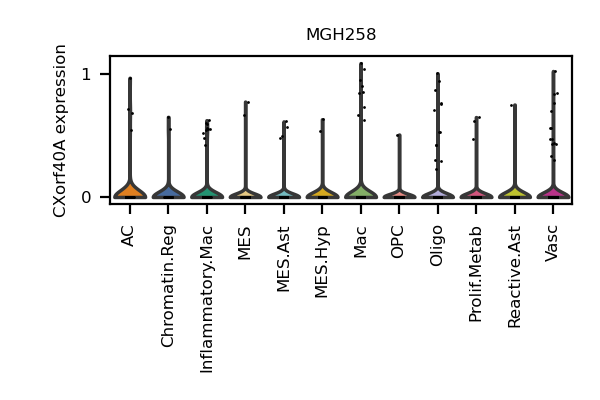 MGH258
CXorf40A expression
1
0
AC
Chromatin.Reg
Inflammatory.Mac
MES
MES.Ast
MES.Hyp
Mac
OPC
Oligo
Prolif.Metab
Reactive.Ast
Vasc